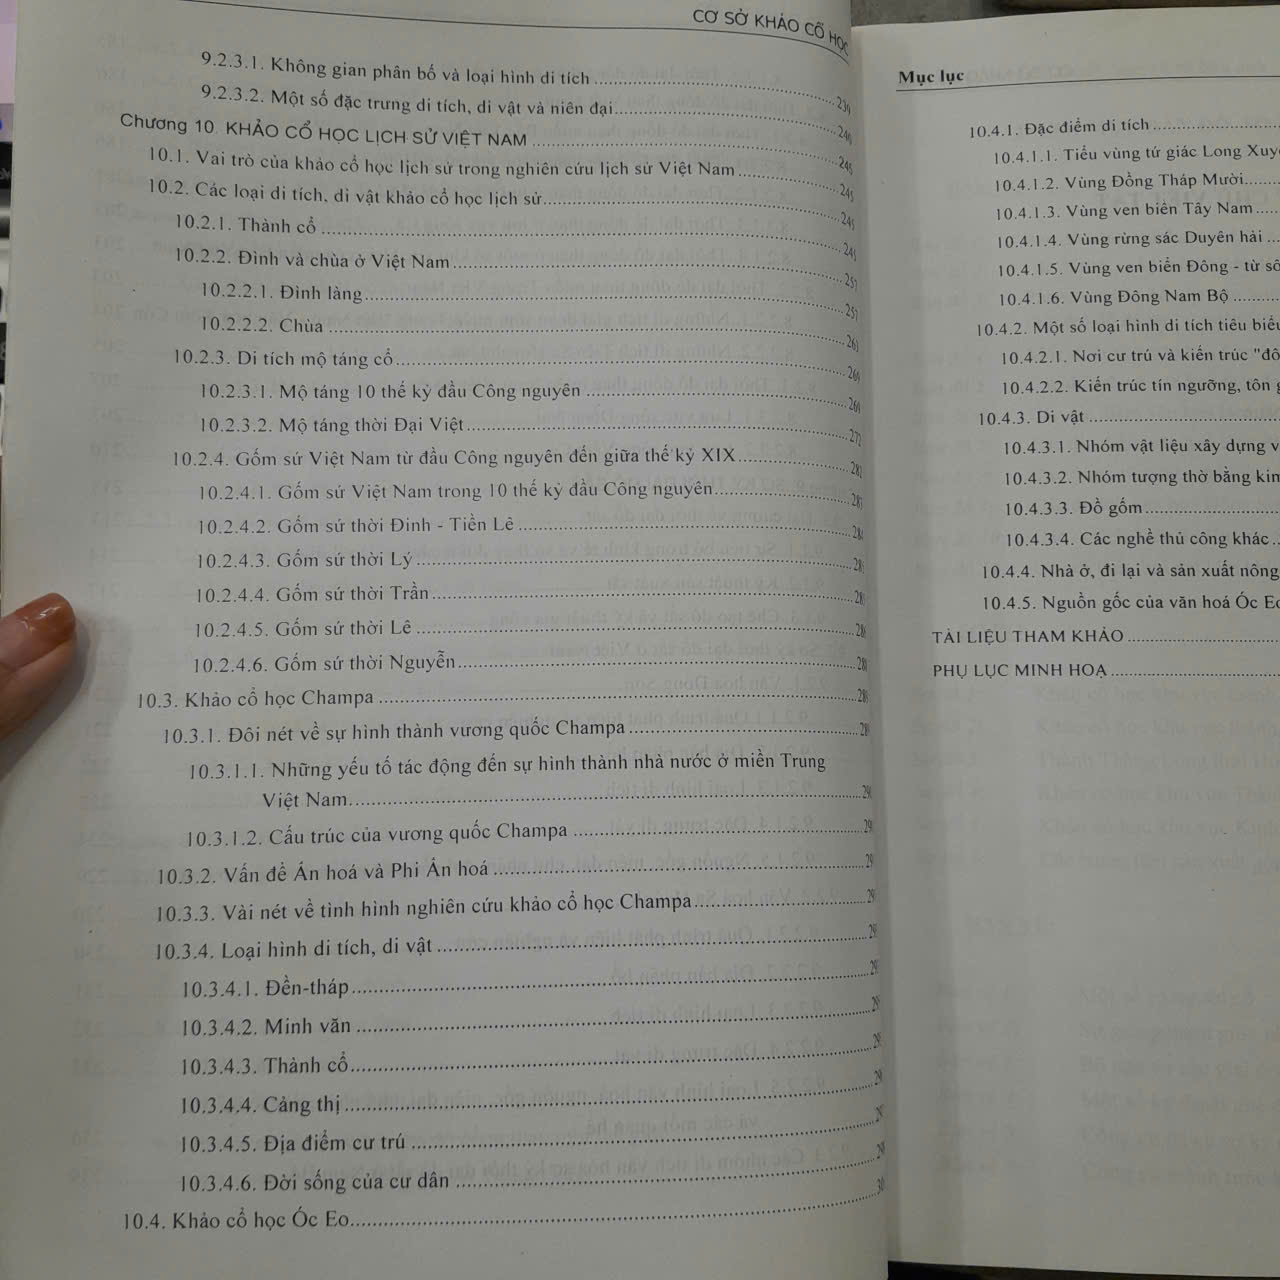 CƠ SỞ KHẢO CỔ HỌC
9.2.3.1. Không gian phân bố và loại hình di tích 239
9.2.3.2. Một số đặc trưng di tích, di vật và niên đại 240
Chương 10. KHẢO CỔ HỌC LỊCH SỬ VIỆT NAM 245
10.1. Vai trò của khảo cổ học lịch sử trong nghiên cứu lịch sử Việt Nam 245
10.2. Các loại di tích, di vật khảo cổ học lịch sử 245
10.2.1. Thành cổ 245
10.2.2. Đình và chùa ở Việt Nam 257
10.2.2.1. Đình làng 257
10.2.2.2. Chùa
10.2.3. Di tích mộ táng cổ
10.2.3.1. Mộ táng 10 thế kỷ đầu Công nguyên
10.2.3.2. Mộ táng thời Đại Việt 272
10.2.4. Gốm sứ Việt Nam từ đầu Công nguyên đến giữa thế kỷ XIX
10.2.4.1. Gốm sứ Việt Nam trong 10 thế kỷ đầu Công nguyên
10.2.4.2. Gốm sứ thời Đinh - Tiền Lê
10.2.4.3. Gốm sứ thời Lý
10.2.4.4. Gốm sứ thời Trần
10.2.4.5. Gốm sứ thời Lê
10.2.4.6. Gốm sứ thời Nguyễn
10.3. Khảo cổ học Champa
10.3.1. Đôi nét về sự hình thành vương quốc Champa
10.3.1.1. Những yếu tố tác động đến sự hình thành nhà nước ở miền Trung
Việt Nam
10.3.1.2. Cấu trúc của vương quốc Champa
10.3.2. Vấn đề Ấn hoá và Phi Ấn hoá
10.3.3. Vài nét về tình hình nghiên cứu khảo cổ học Champa
10.3.4. Loại hình di tích, di vật
10.3.4.1. Đền-tháp
10.3.4.2. Minh văn
10.3.4.3. Thành cổ
10.3.4.4. Cảng thị
10.3.4.5. Địa điểm cư trú
10.3.4.6. Đời sống của cư dân
10.4. Khảo cổ học Óc Eo
Mục lục
10.4.1. Đặc điểm di tích
10.4.1.1. Tiểu vùng tứ giác Long
10.4.1.2. Vùng Đồng Tháp Mười
10.4.1.3. Vùng ven biển Tây Nam
10.4.1.4. Vùng rừng sác Duyên hải
10.4.1.5. Vùng ven biển Đông - từ
10.4.1.6. Vùng Đông Nam Bộ
10.4.2. Một số loại hình di tích tiêu
10.4.2.1. Nơi cư trú và kiến trúc
10.4.2.2. Kiến trúc tín ngưỡng, tôn
10.4.3. Di vật
10.4.3.1. Nhóm vật liệu xây dựng
10.4.3.2. Nhóm tượng thờ bằng
10.4.3.3. Đồ gốm
10.4.3.4. Các nghề thủ công khác
10.4.4. Nhà ở, đi lại và sản xuất nông
10.4.5. Nguồn gốc của văn hoá Óc
TÀI LIỆU THAM KHẢO
PHỤ LỤC MINH HOẠ